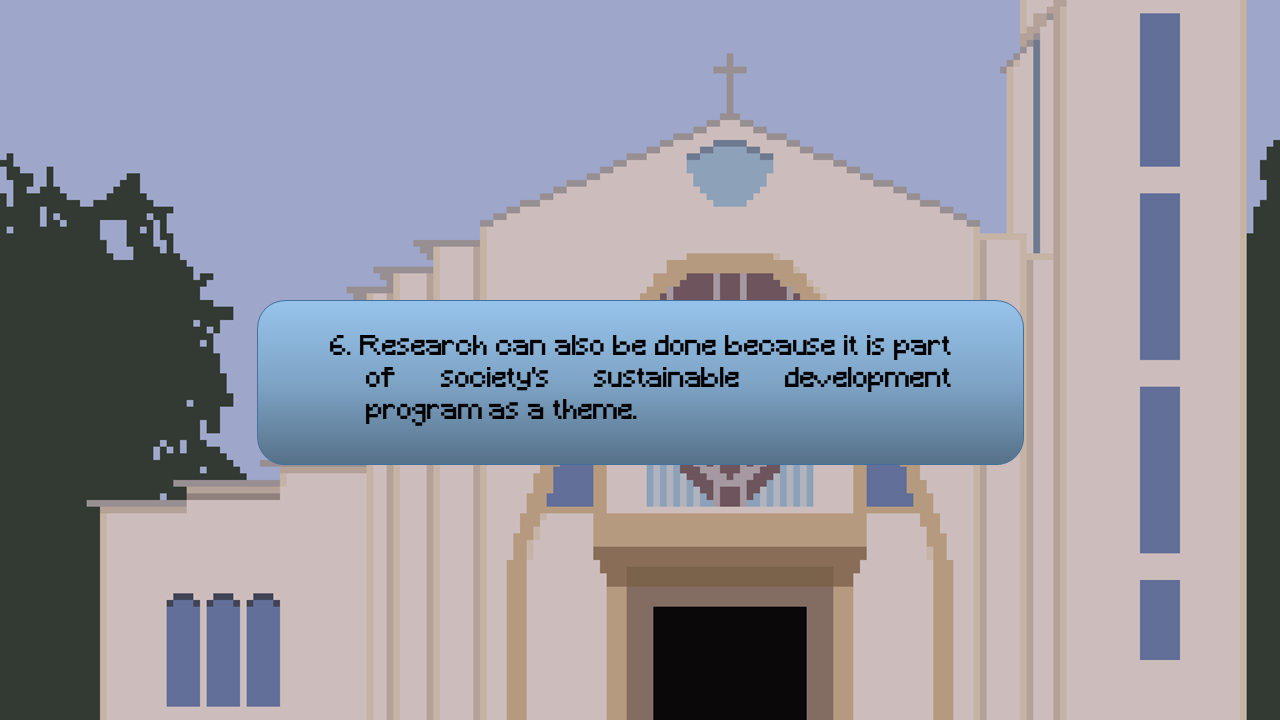 6. Research can also be done because it is part
of society's sustainable development
program as a theme.